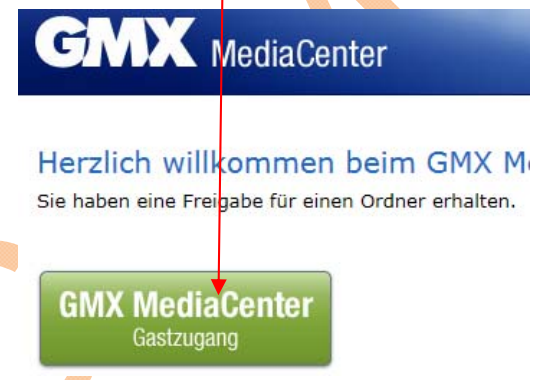 GMX MediaCenter
Herzlich willkommen beim GMX
Sie haben eine Freigabe für einen Ordner erhalten.
GMX MediaCenter
Gastzugang